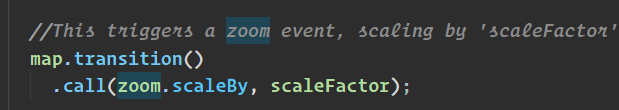 //This triggers a zoom event, scaling by 'scaleFactor'
map.transition()
.call(zoom.scaleBy, scaleFactor);